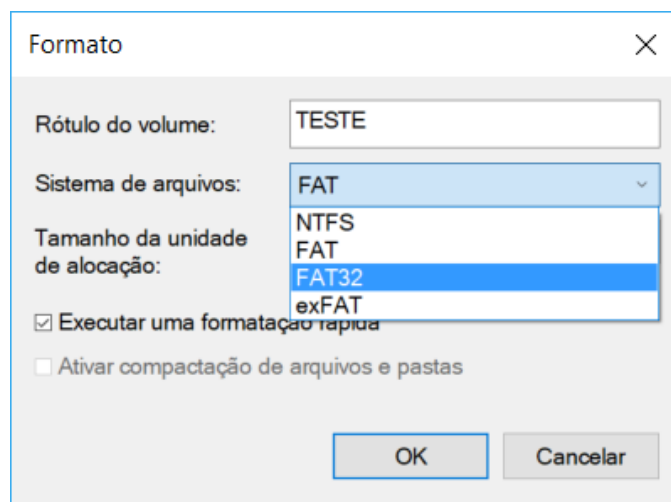 Formato
Rótulo do volume:
TESTE
Sistema de arquivos:
FAT
NTFS
FAT
FAT32
exFAT
Tamanho da unidade
de alocação:
Executar uma formatação rápida
Ativar compactação de arquivos e pastas
OK
Cancelar